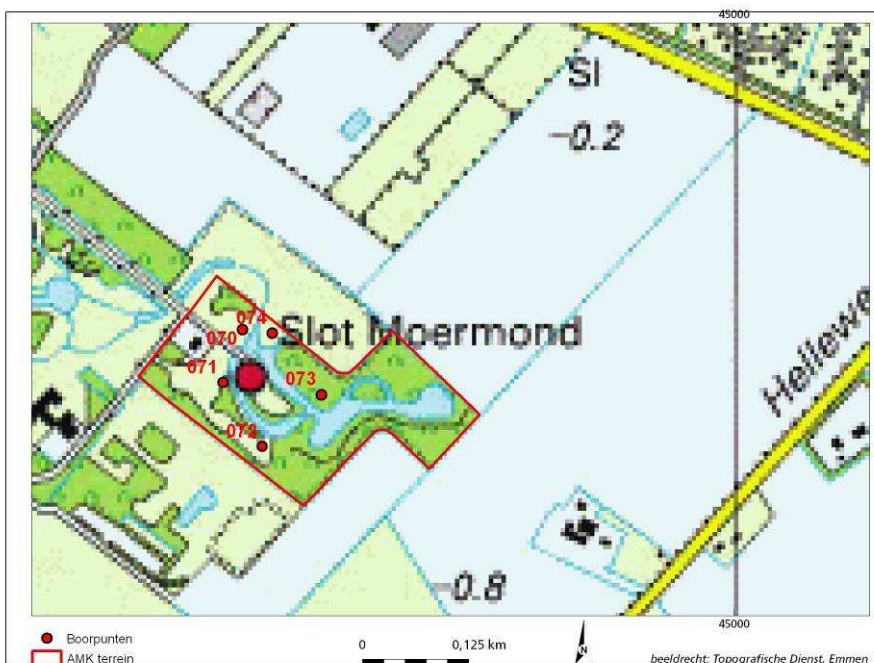 45000
Sl
-0.2
Slot Moermond
074
070
071
073
072
Hellewe
-0.8
45000
Boorpunten
AMK terrein
0 0,125 km
N
beeldrecht: Topografische Dienst, Emmen